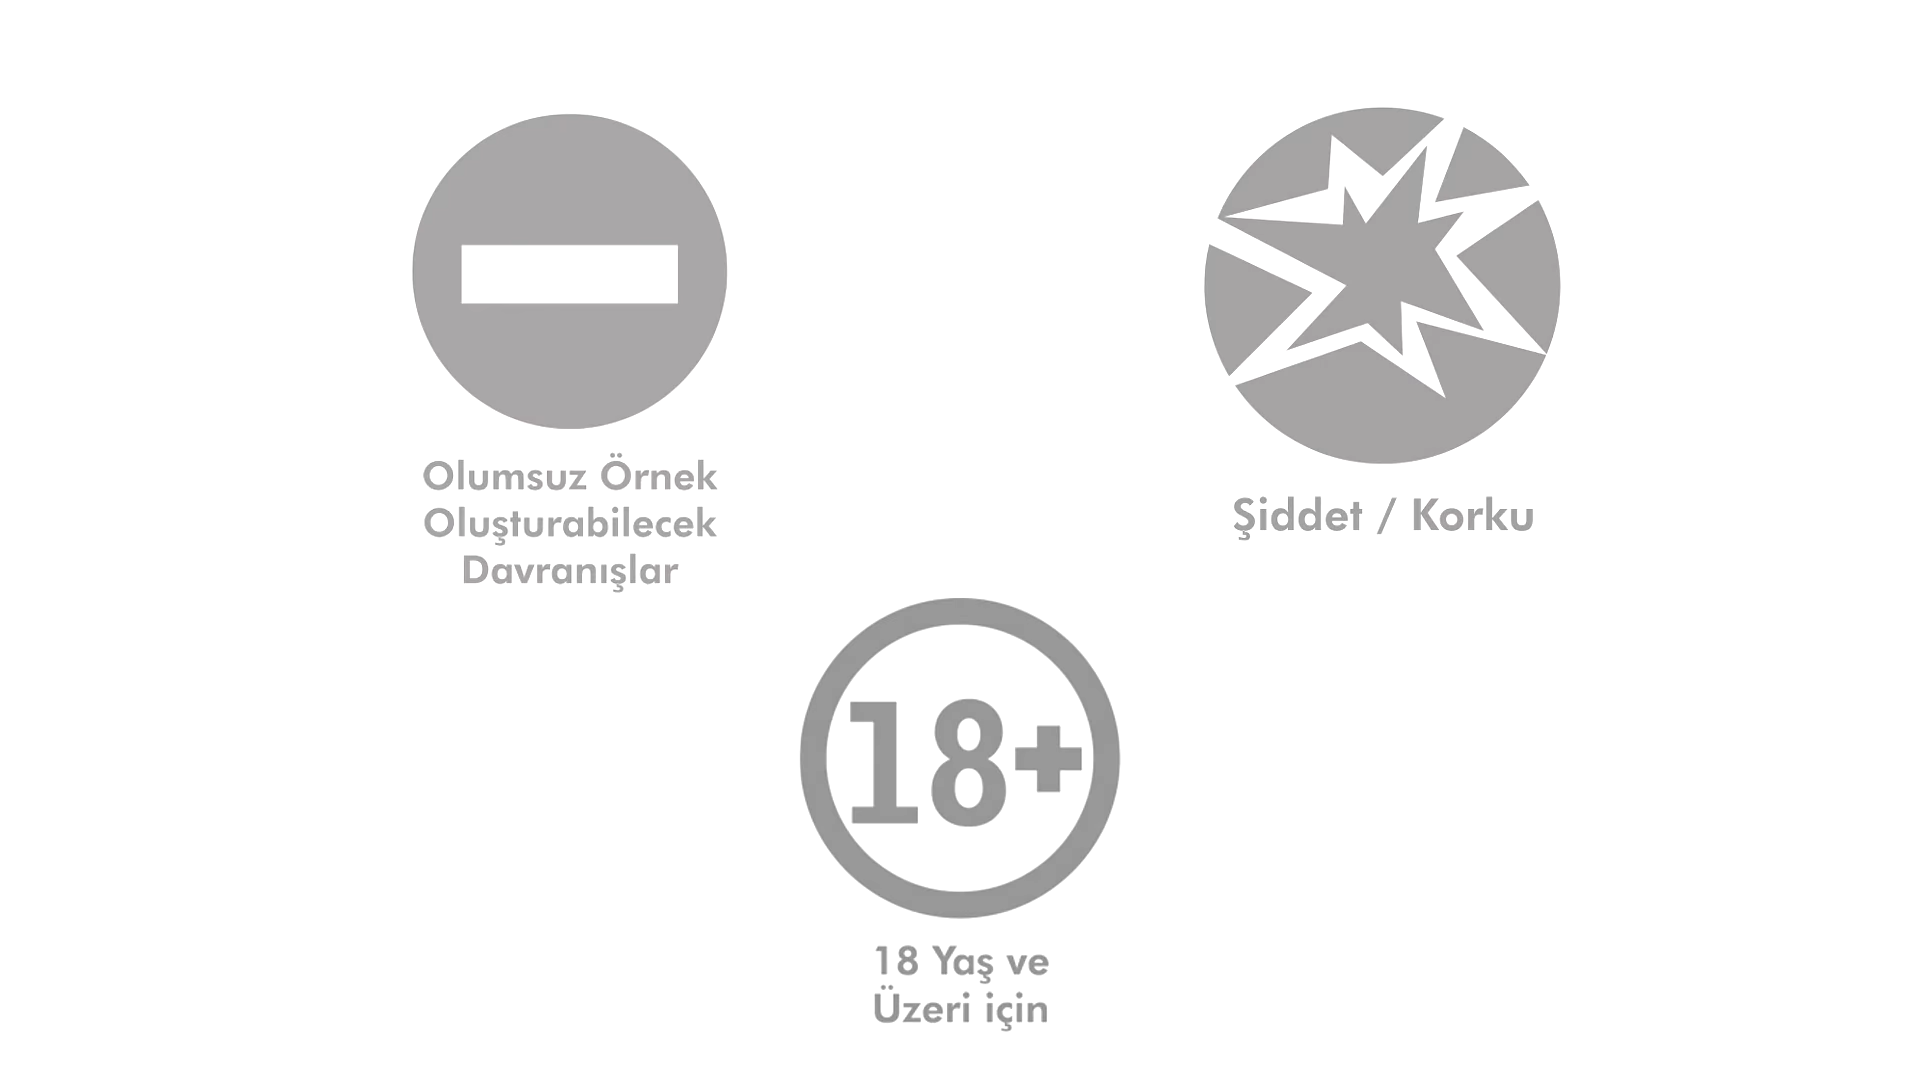 Olumsuz Örnek
Oluşturabilecek
Davranışlar
Şiddet / Korku
18+
18 Yaş ve
Üzeri için